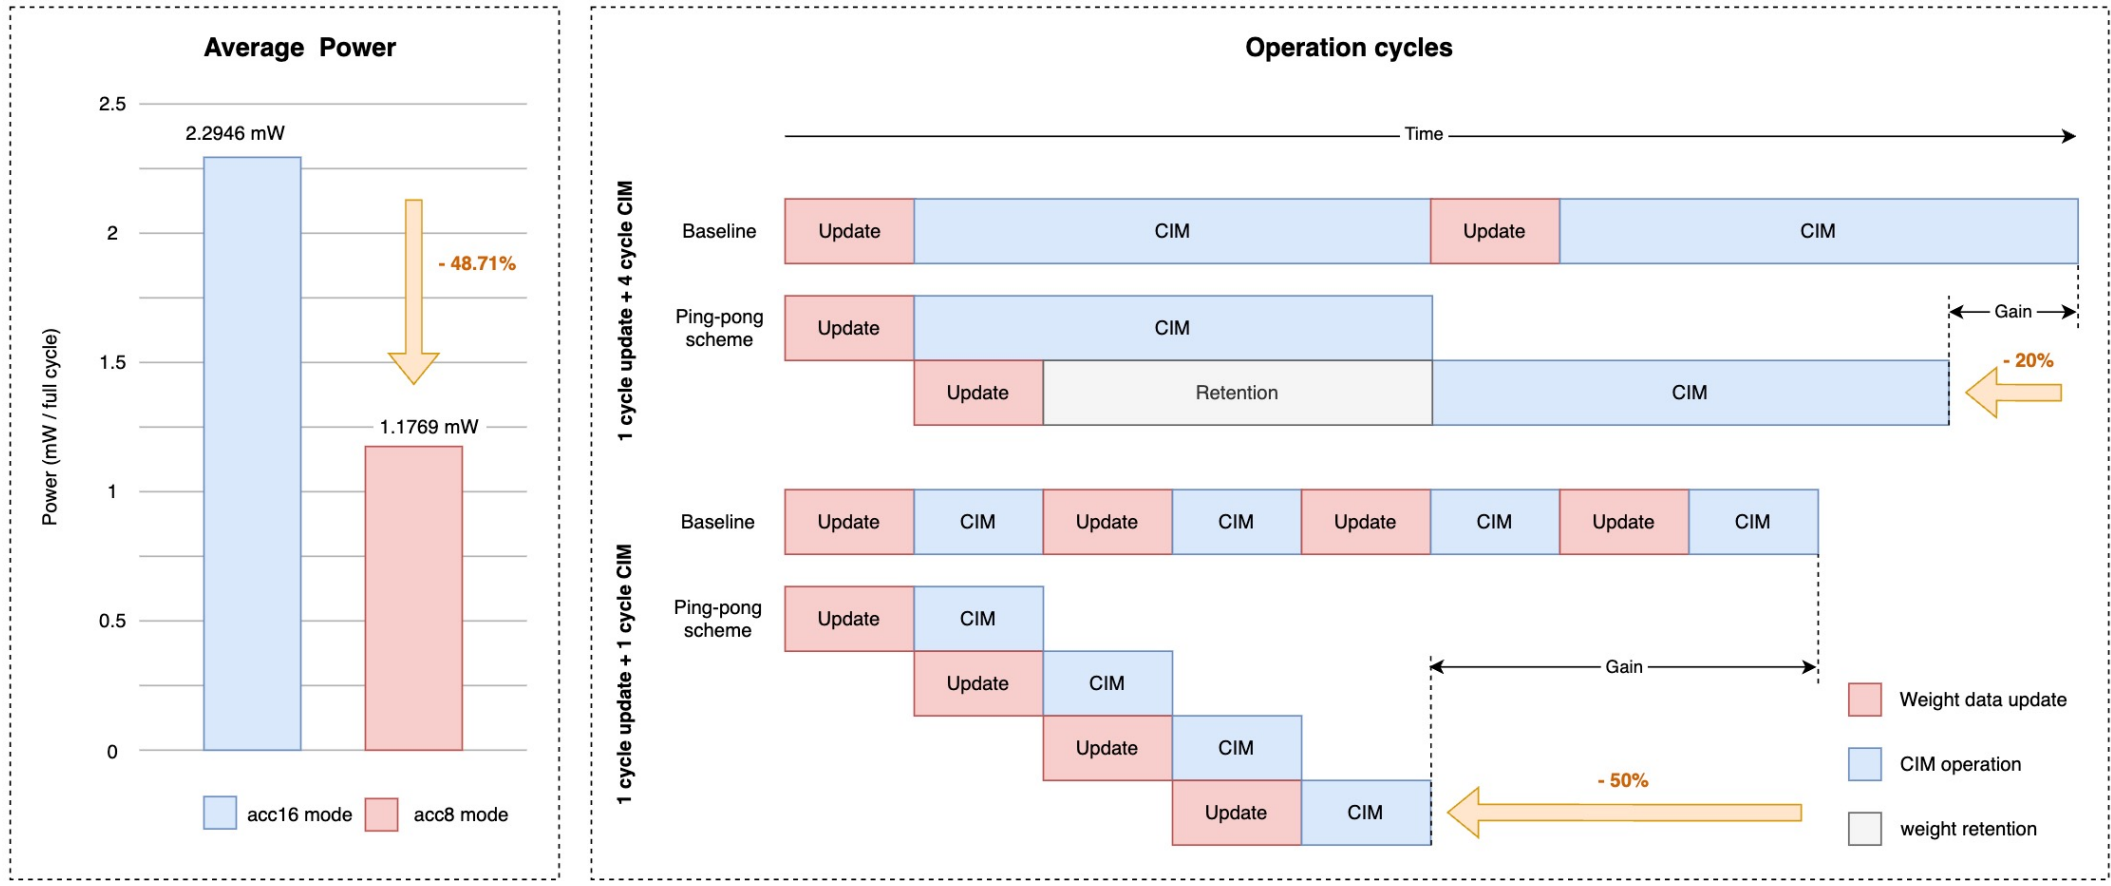 Average Power
2.5
2.2946 mW
2
- 48.71%
1.5
1.1769 mW
1
0.5
0
Power (mW / full cycle)
acc16 mode
acc8 mode
Operation cycles
Time
1 cycle update + 4 cycle CIM
Baseline
Update
CIM
Update
CIM
Ping-pong
scheme
Update
CIM
Gain
Update
Retention
CIM
- 20%
1 cycle update + 1 cycle CIM
Baseline
Update
CIM
Update
CIM
Update
CIM
Update
CIM
Ping-pong
scheme
Update
CIM
Update
CIM
Gain
Update
CIM
Update
CIM
- 50%
Weight data update
CIM operation
weight retention